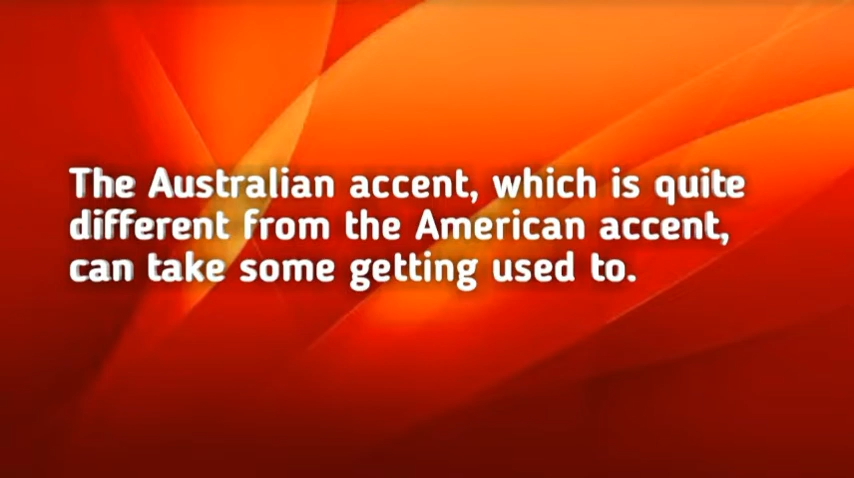 The Australian accent, which is quite
different from the American accent,
can take some getting used to.